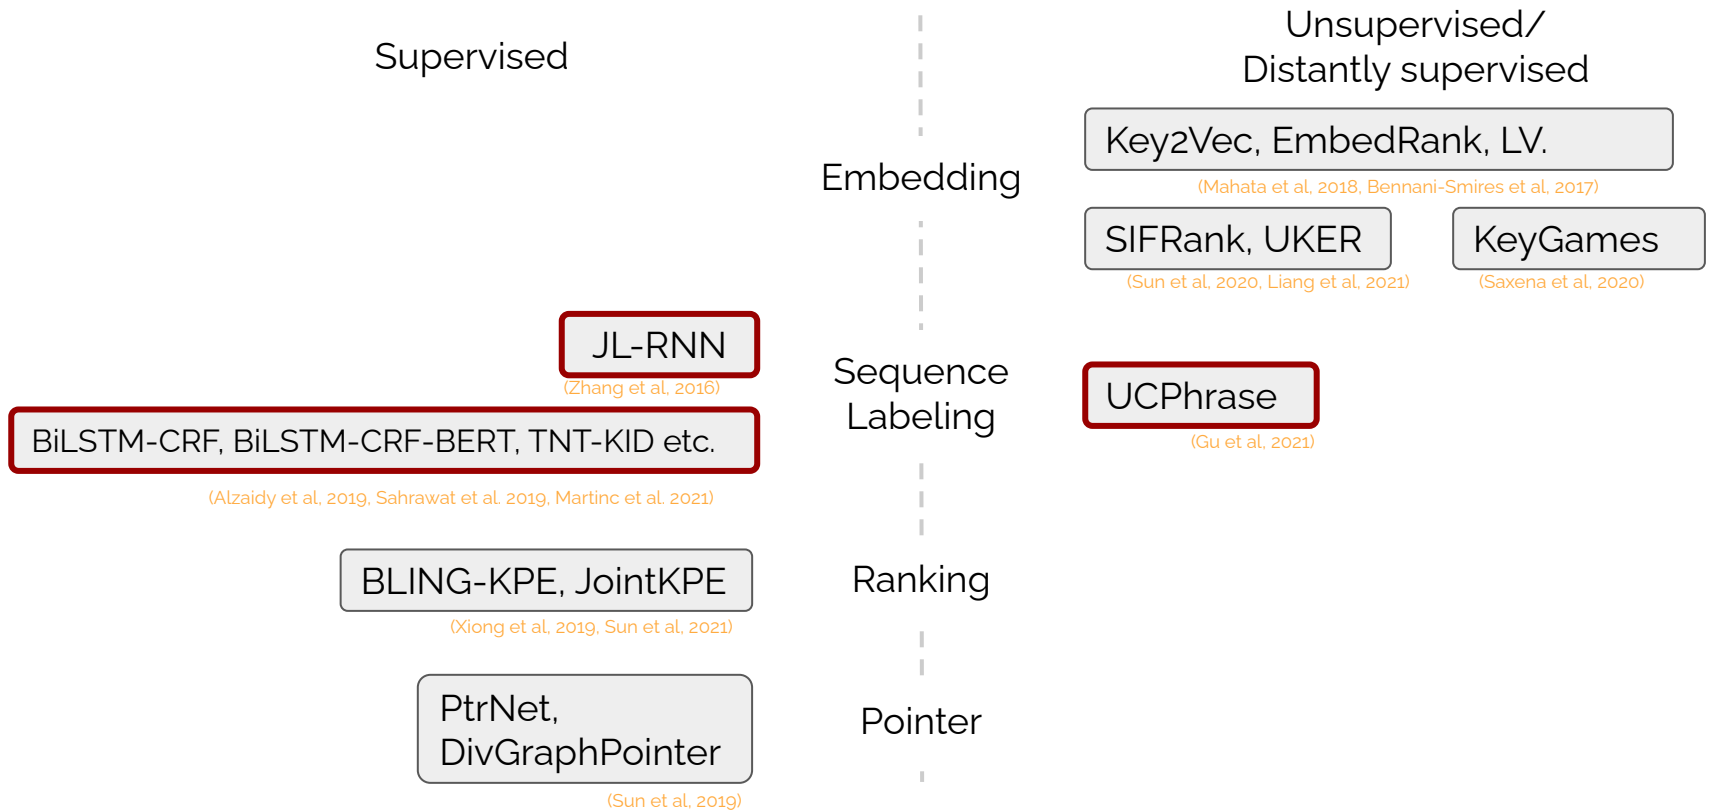 Supervised
Unsupervised/
Distantly supervised
Embedding
Key2Vec, EmbedRank, LV.
(Mahata et al, 2018, Bennani-Smires et al, 2017)
SIFRank, UKER
KeyGames
(Sun et al, 2020, Liang et al, 2021)
(Saxena et al, 2020)
JL-RNN
(Zhang et al, 2016)
BiLSTM-CRF, BiLSTM-CRF-BERT, TNT-KID etc.
(Alzaidy et al, 2019, Sahrawat et al. 2019, Martinc et al. 2021)
Sequence
Labeling
UCPhrase
(Gu et al, 2021)
BLING-KPE, JointKPE
(Xiong et al, 2019, Sun et al, 2021)
Ranking
PtrNet,
DivGraphPointer
(Sun et al, 2019)
Pointer